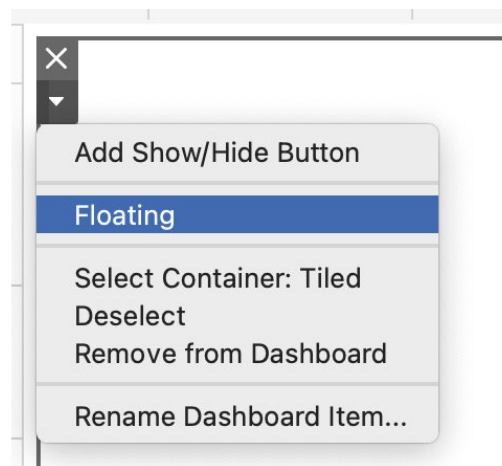 Add Show/Hide Button
Floating
Select Container: Tiled
Deselect
Remove from Dashboard
Rename Dashboard Item...